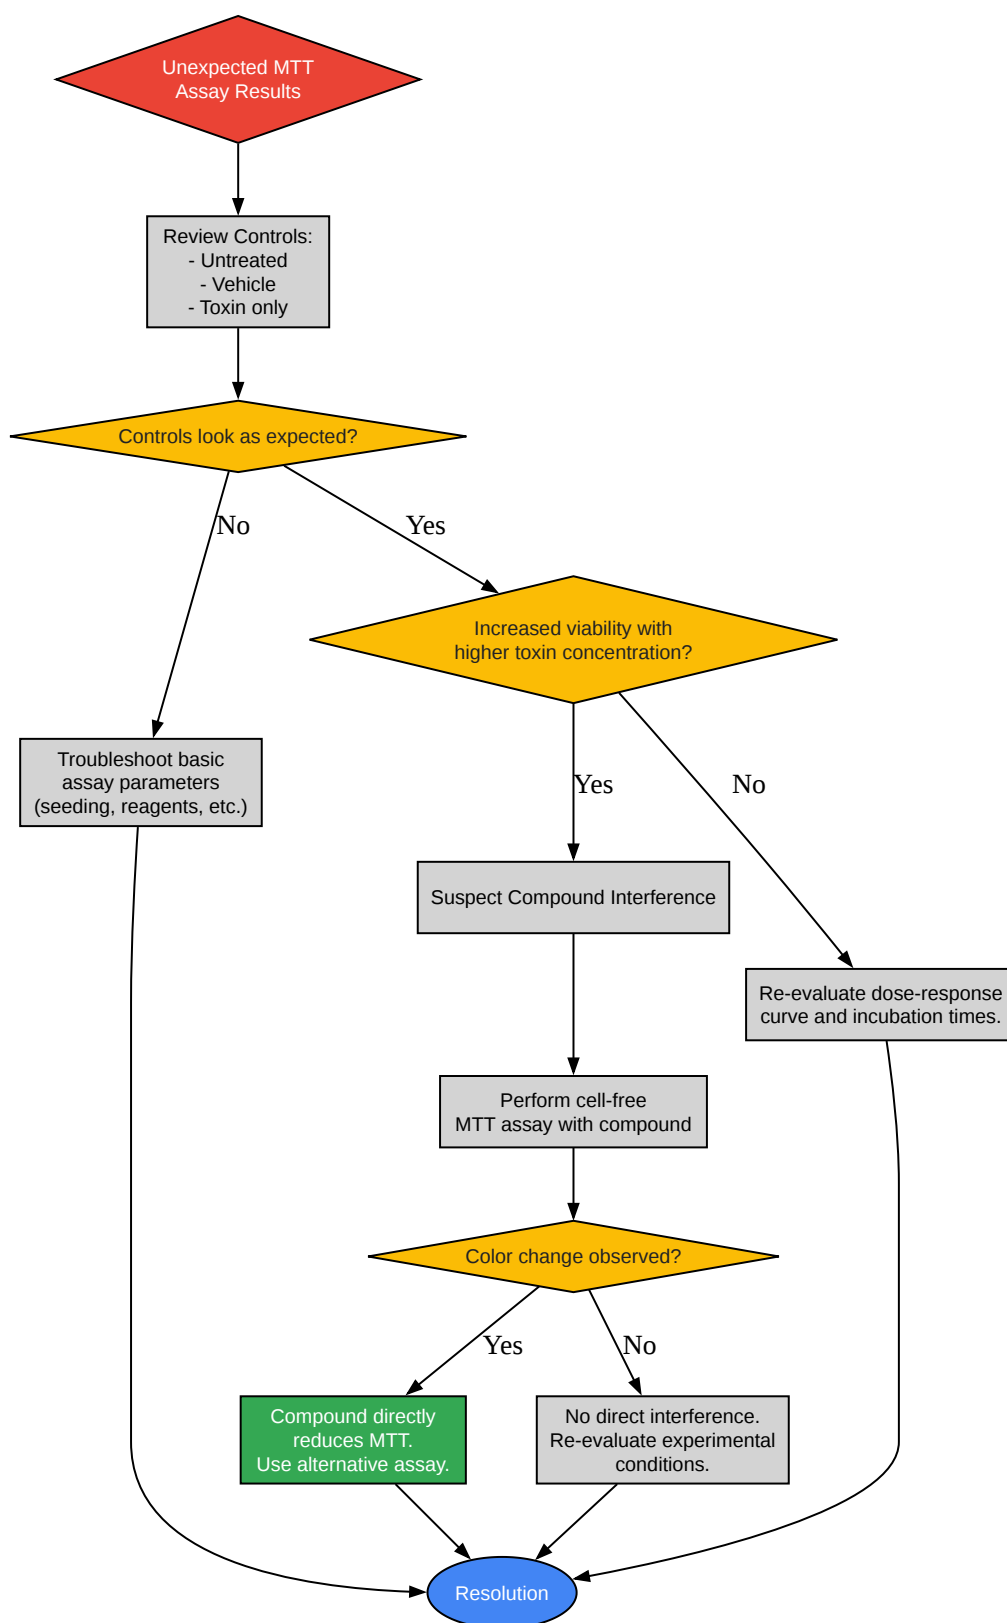 Unexpected MTT
Assay Results
Review Controls:
- Untreated
- Vehicle
- Toxin only
Controls look as expected?
No
Yes
Increased viability with
higher toxin concentration?
Troubleshoot basic
assay parameters
(seeding, reagents, etc.)
Yes
No
Suspect Compound Interference
Re-evaluate dose-response
curve and incubation times.
Perform cell-free
MTT assay with compound
Color change observed?
Yes
No
Compound directly
reduces MTT.
Use alternative assay.
No direct interference.
Re-evaluate experimental
conditions.
Resolution